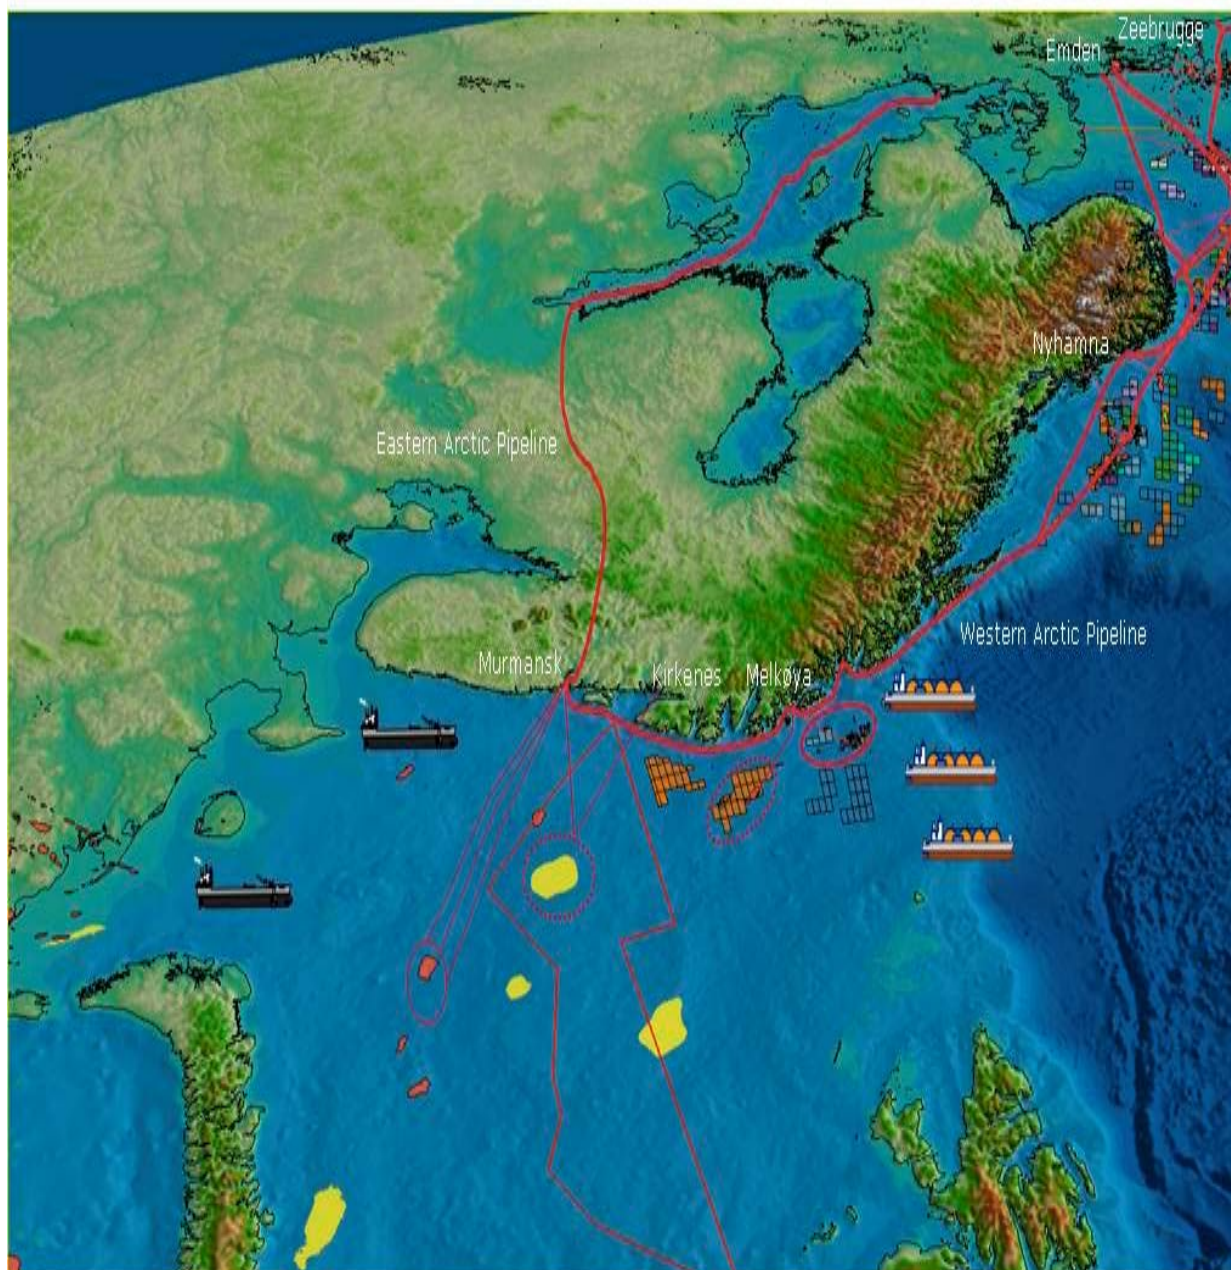 Zeebrugge
Emden
Nyhamna
Eastern Arctic Pipeline
Western Arctic Pipeline
Murmansk
Kirkenes
Melkøya